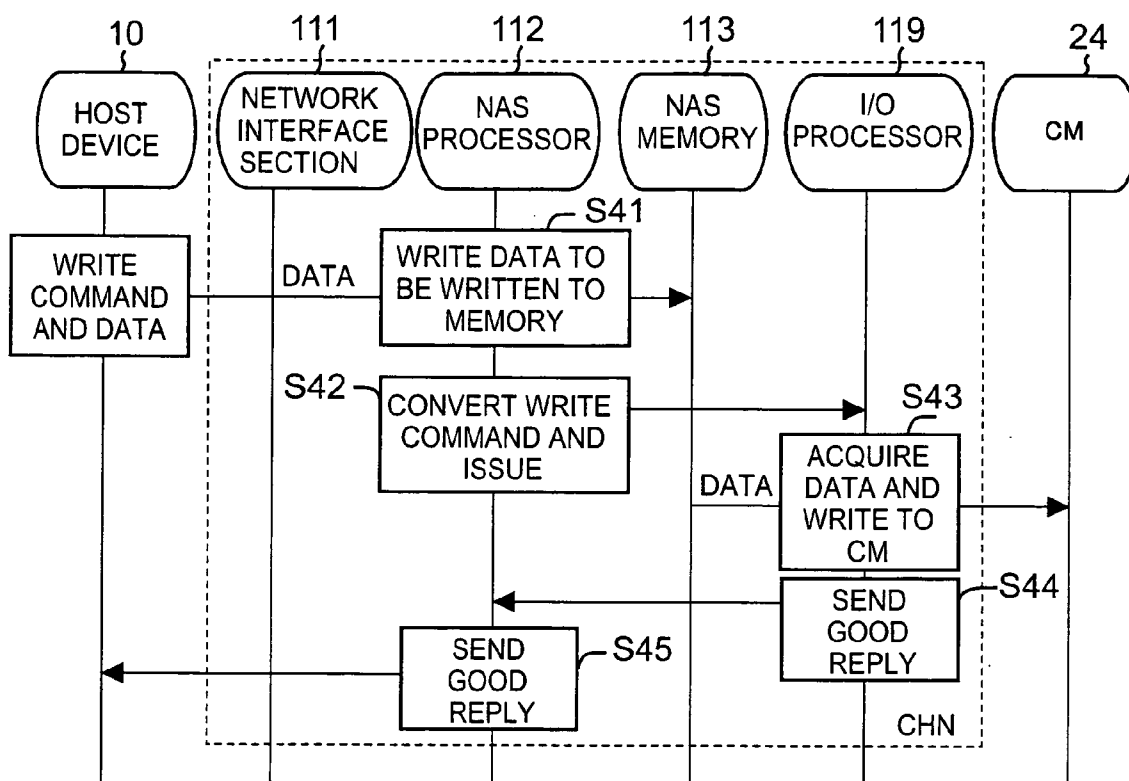 10
111
112
113
119
24
HOST
DEVICE
NETWORK
INTERFACE
SECTION
NAS
PROCESSOR
NAS
MEMORY
I/O
PROCESSOR
CM
S41
WRITE
COMMAND
AND DATA
DATA
WRITE DATA TO
BE WRITTEN TO
MEMORY
S42
CONVERT WRITE
COMMAND AND
ISSUE
S43
DATA
ACQUIRE
DATA AND
WRITE TO
CM
S44
SEND
GOOD
REPLY
S45
SEND
GOOD
REPLY
CHN